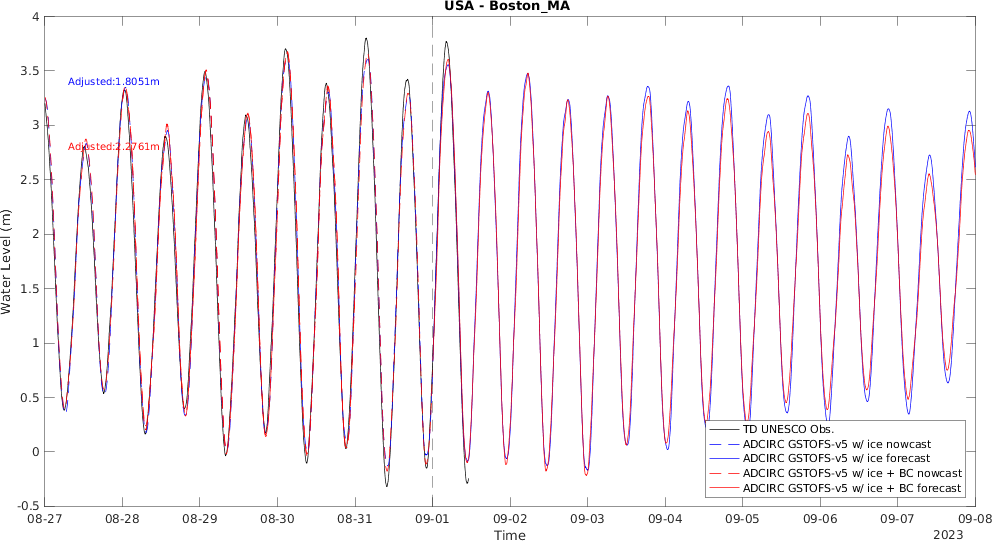 USA - Boston_MA
4
3.5
3
2.5
2
1.5
1
0.5
0
-0.5
Water Level (m)
Adjusted:1.8051m
Adjusted:2.2761m
TD UNESCO Obs.
ADCIRC GSTOFS-v5 w/ ice nowcast
ADCIRC GSTOFS-v5 w/ ice forecast
ADCIRC GSTOFS-v5 w/ ice + BC nowcast
ADCIRC GSTOFS-v5 w/ ice + BC forecast
08-27 08-28 08-29 08-30 08-31 09-01 09-02 09-03 09-04 09-05 09-06 09-07 09-08
Time
2023